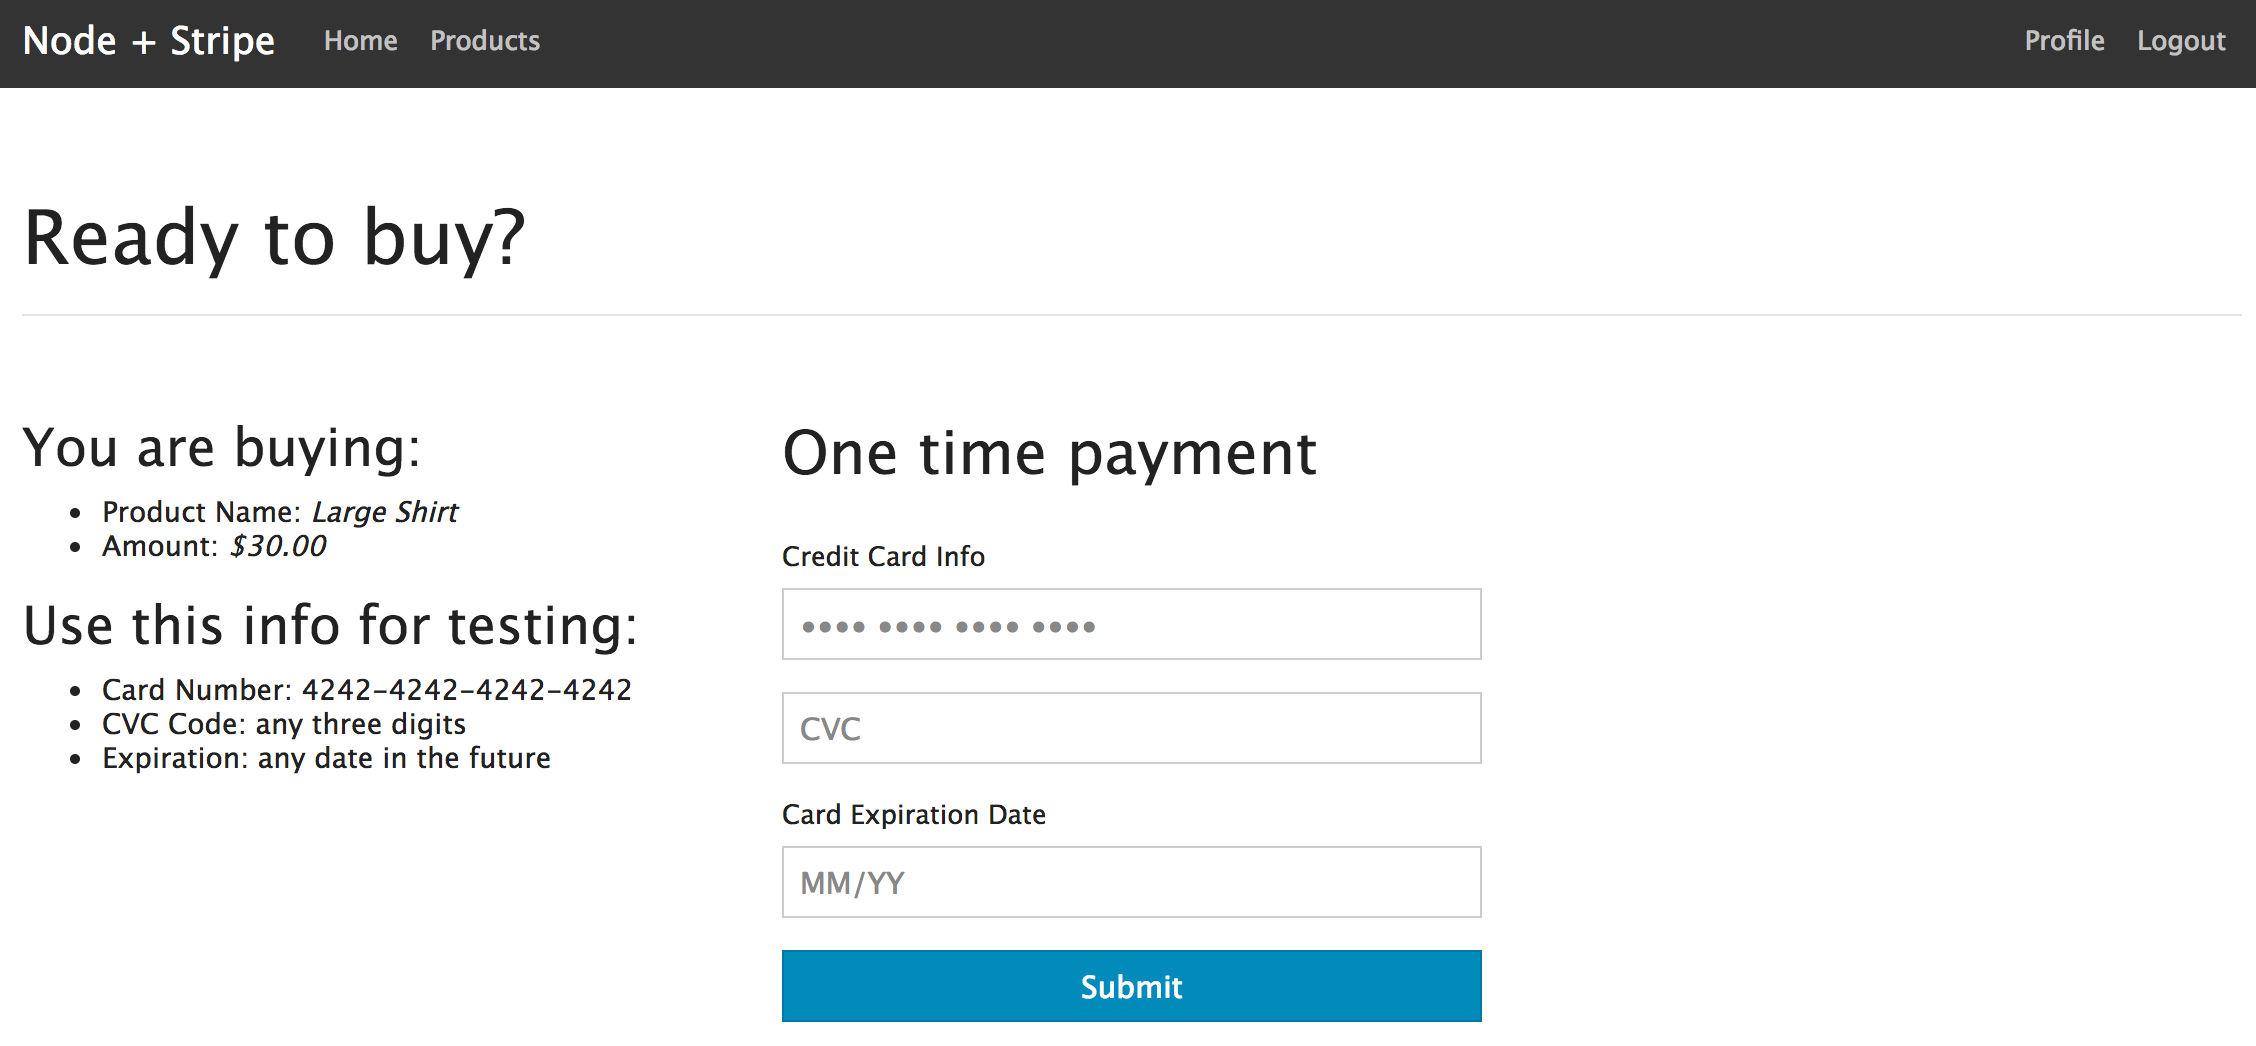 Node + Stripe Home Products Profile Logout
Ready to buy?
You are buying:
• Product Name: Large Shirt
• Amount: $30.00
Use this info for testing:
• Card Number: 4242-4242-4242-4242
• CVC Code: any three digits
• Expiration: any date in the future
One time payment
Credit Card Info
•••• •••• •••• ••••
CVC
Card Expiration Date
MM/YY
Submit